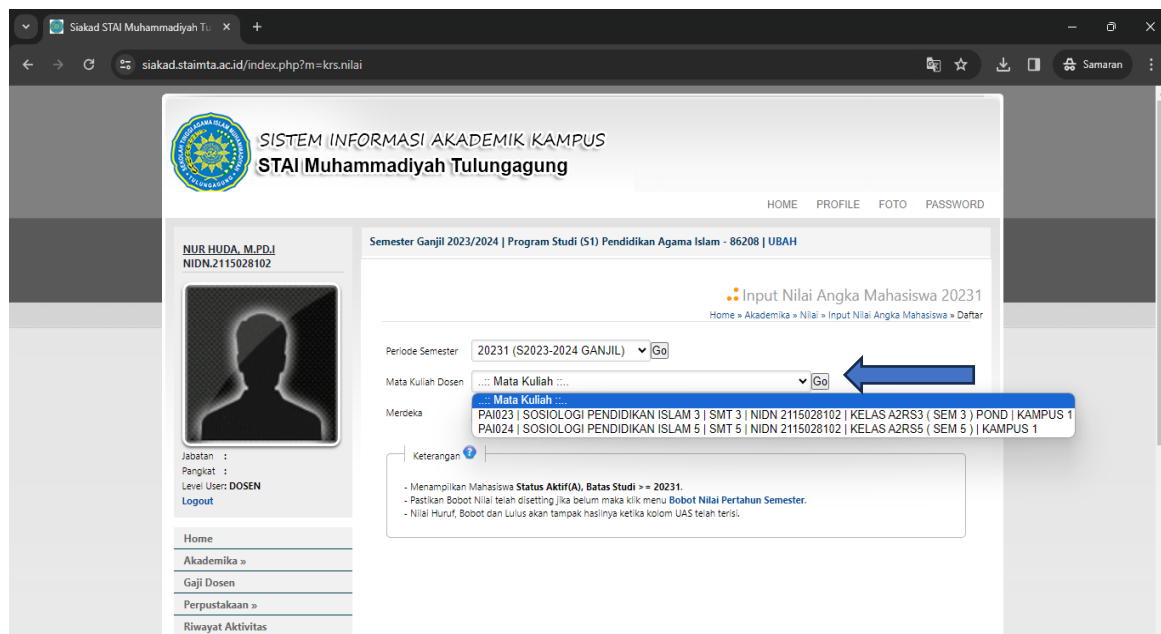 Siakad STAI Muhammadiyah Tu
siakad.staimta.ac.id/index.php?m=krs.nilai
Samaran
SEKOLAH TINGGI AGAMA ISLAM MUHAMMADIYAH
TULUNGAGUNG
SISTEM INFORMASI AKADEMIK KAMPUS
STAI Muhammadiyah Tulungagung
HOME PROFILE FOTO PASSWORD
NUR HUDA, M.PD.I
NIDN.2115028102
Jabatan :
Pangkat :
Level User: DOSEN
Logout
Home
Akademika »
Gaji Dosen
Perpustakaan »
Riwayat Aktivitas
Semester Ganjil 2023/2024 | Program Studi (S1) Pendidikan Agama Islam - 86208 | UBAH
Input Nilai Angka Mahasiswa 20231
Home » Akademika » Nilai » Input Nilai Angka Mahasiswa » Daftar
Periode Semester 20231 (S2023-2024 GANJIL) Go
Mata Kuliah Dosen ..:: Mata Kuliah ::.. Go
..:: Mata Kuliah ::..
Merdeka PAI023 | SOSIOLOGI PENDIDIKAN ISLAM 3 | SMT 3 | NIDN 2115028102 | KELAS A2RS3 ( SEM 3 ) POND | KAMPUS 1
PAI024 | SOSIOLOGI PENDIDIKAN ISLAM 5 | SMT 5 | NIDN 2115028102 | KELAS A2RS5 ( SEM 5 ) | KAMPUS 1
Keterangan ?
- Menampilkan Mahasiswa Status Aktif(A), Batas Studi >= 20231.
- Pastikan Bobot Nilai telah disetting jika belum maka klik menu Bobot Nilai Pertahun Semester.
- Nilai Huruf, Bobot dan Lulus akan tampak hasilnya ketika kolom UAS telah terisi.